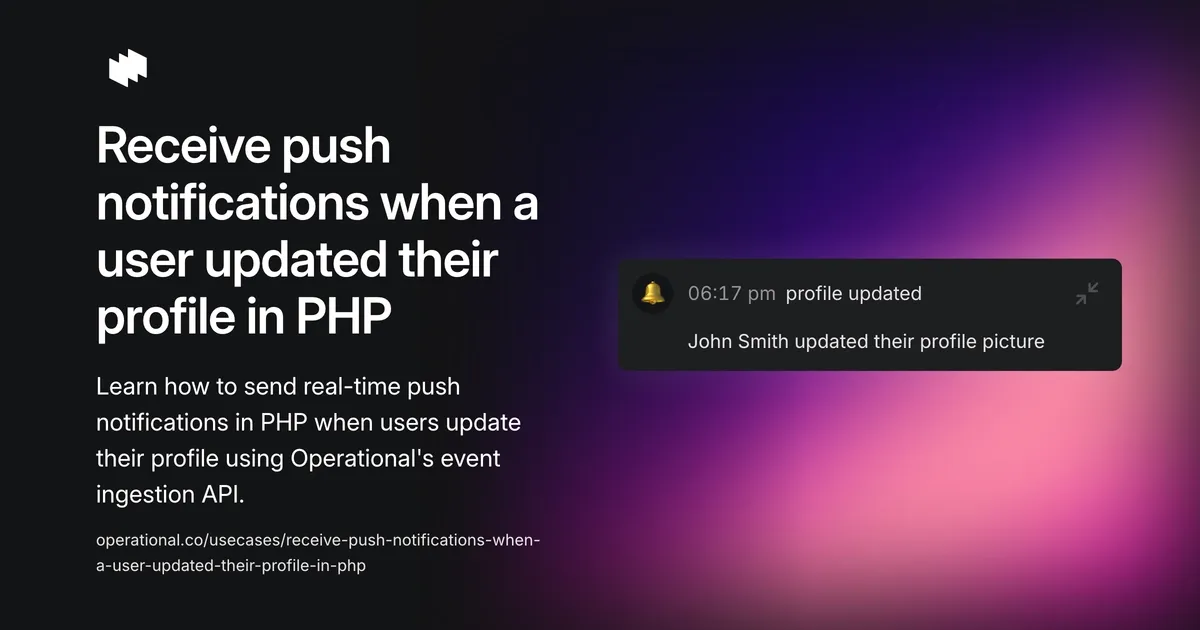 Receive push
notifications when a
user updated their
profile in PHP
Learn how to send real-time push
notifications in PHP when users update
their profile using Operational's event
ingestion API.
operational.co/usecases/receive-push-notifications-when-
a-user-updated-their-profile-in-php
06:17 pm profile updated
John Smith updated their profile picture